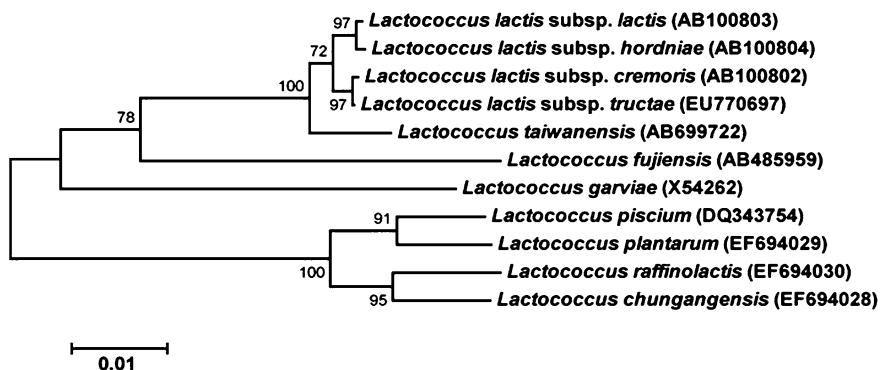 97 Lactococcus lactis subsp. lactis (AB100803)
72 Lactococcus lactis subsp. hordniae (AB100804)
Lactococcus lactis subsp. cremoris (AB100802)
100
97 Lactococcus lactis subsp. tructae (EU770697)
78 Lactococcus taiwanensis (AB699722)
Lactococcus fujiensis (AB485959)
Lactococcus garviae (X54262)
91 Lactococcus piscium (DQ343754)
Lactococcus plantarum (EF694029)
100 Lactococcus raffinolactis (EF694030)
95 Lactococcus chungangensis (EF694028)
0.01